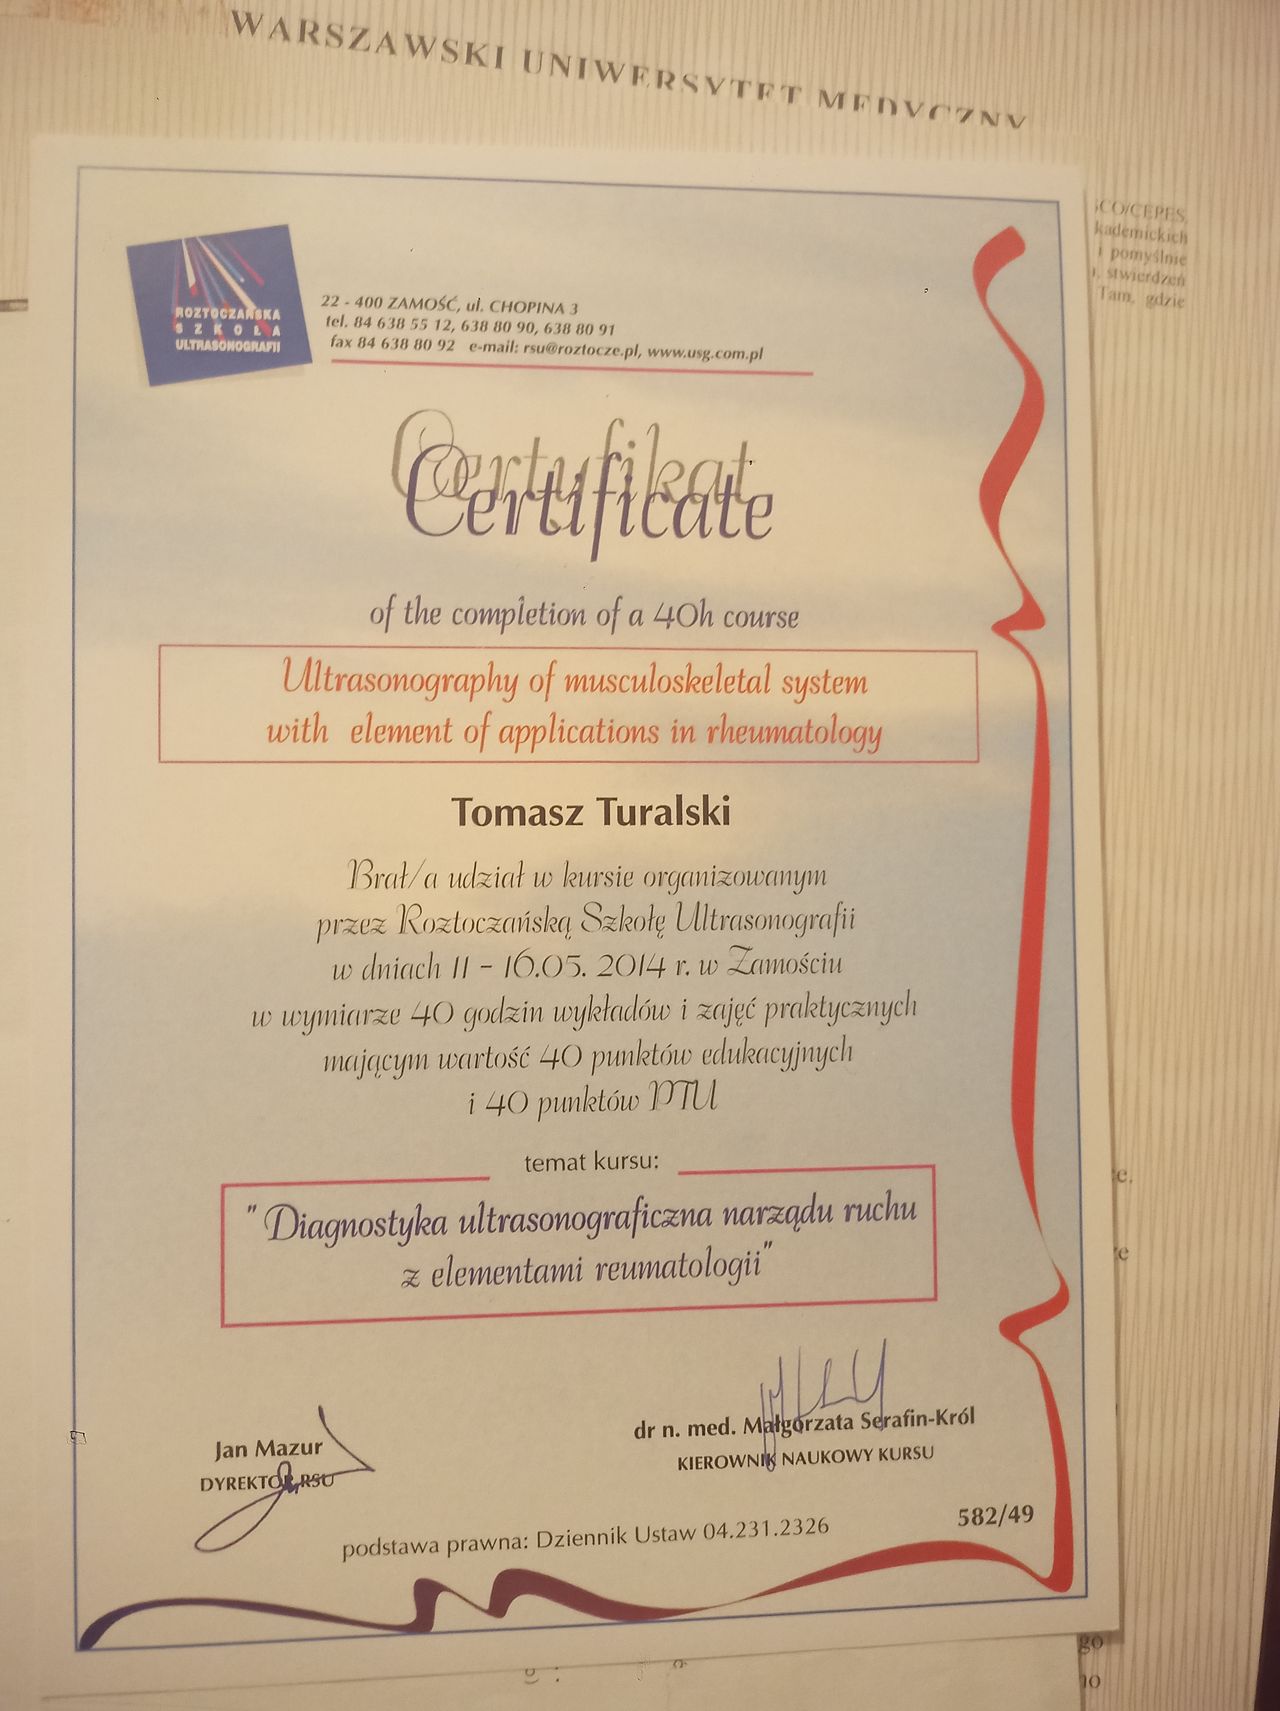 WARSZAWSKI UNIWERSYTET MEDYCZNY
SCO/CEPES
kademickich
i pomyślnie
stwierdzeń
Tam, gdzie
ROZTOCZAŃSKA
SZKOŁA
ULTRASONOGRAFII
22 - 400 ZAMOŚĆ, ul. CHOPINA 3
tel. 84 638 55 12, 638 80 90, 638 80 91
fax 84 638 80 92 e-mail: rsu@roztocze.pl, www.usg.com.pl
Certyfikat
Certificate
of the completion of a 40h course
Ultrasonography of musculoskeletal system
with element of applications in rheumatology
Tomasz Turalski
Brał/a udział w kursie organizowanym
przez Roztoczańską Szkołę Ultrasonografii
w dniach 11 - 16.05. 2014 r. w Zamościu
w wymiarze 40 godzin wykładów i zajęć praktycznych
mającym wartość 40 punktów edukacyjnych
i 40 punktów PTU
temat kursu:
"Diagnostyka ultrasonograficzna narządu ruchu
z elementami reumatologii"
Jan Mazur
DYREKTOR RSU
dr n. med. Małgorzata Serafin-Król
KIEROWNIK NAUKOWY KURSU
582/49
podstawa prawna: Dziennik Ustaw 04.231.2326
go